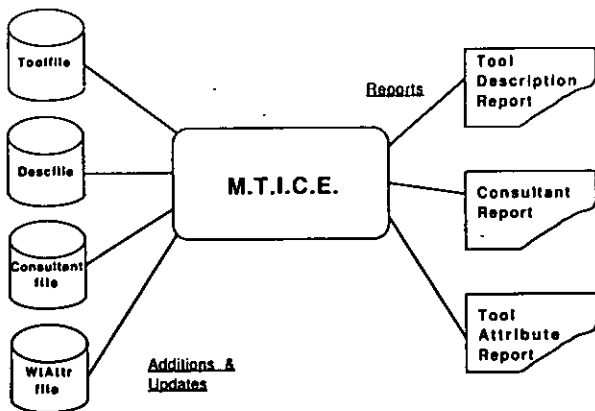 Toolfile
Descfile
Consultant
file
WtAttr
file
M.T.I.C.E.
Additions &
Updates
Reports
Tool
Description
Report
Consultant
Report
Tool
Attribute
Report